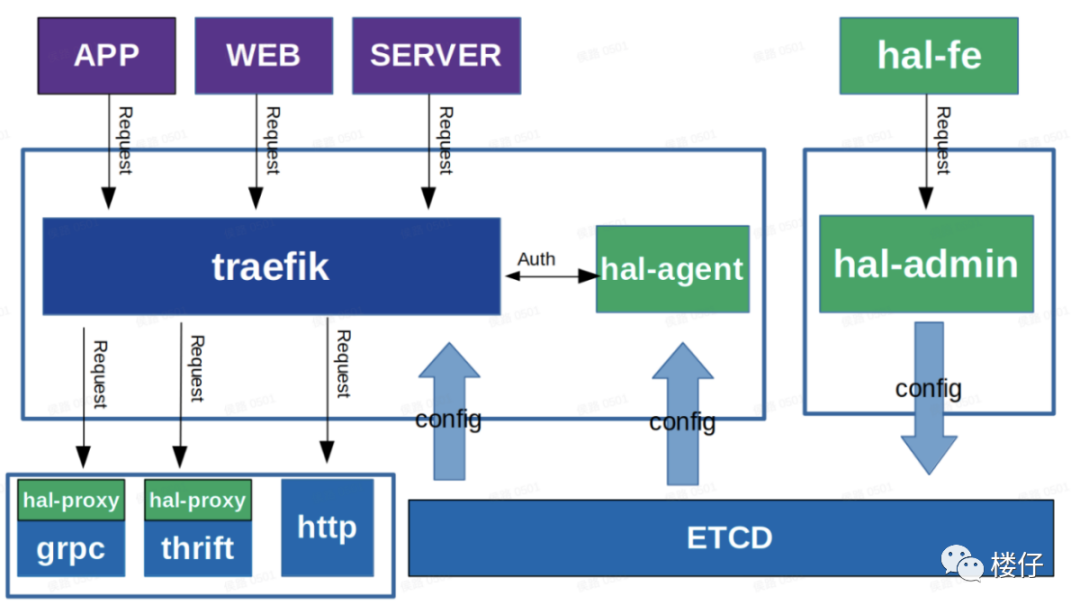 APP
WEB
SERVER
hal-fe
Request
Request
Request
Request
traefik
Auth
hal-agent
hal-admin
Request
Request
Request
config
config
config
hal-proxy
grpc
hal-proxy
thrift
http
ETCD
楼仔